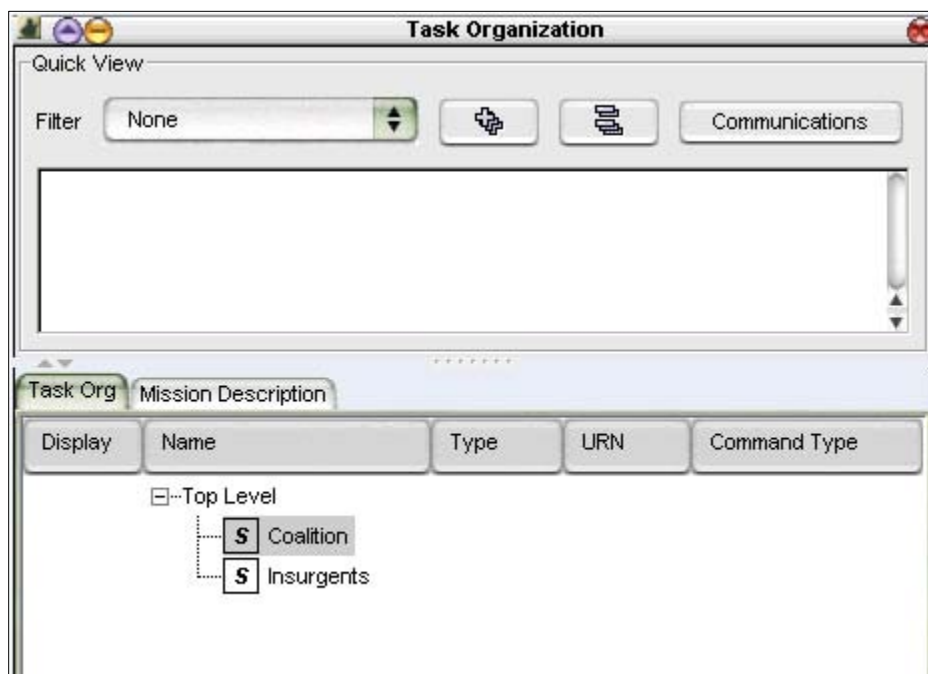 Task Organization
Quick View
Filter None Communications
Task Org Mission Description
Display Name Type URN Command Type
Top Level
S Coalition
S Insurgents